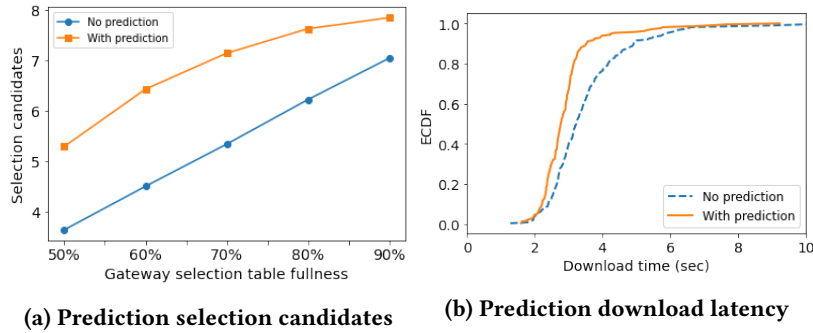 8
7
6
5
4
Selection candidates
No prediction
With prediction
50%
60%
70%
80%
90%
Gateway selection table fullness
(a) Prediction selection candidates
1.0
0.8
0.6
0.4
0.2
0.0
ECDF
No prediction
With prediction
0
2
4
6
8
10
Download time (sec)
(b) Prediction download latency